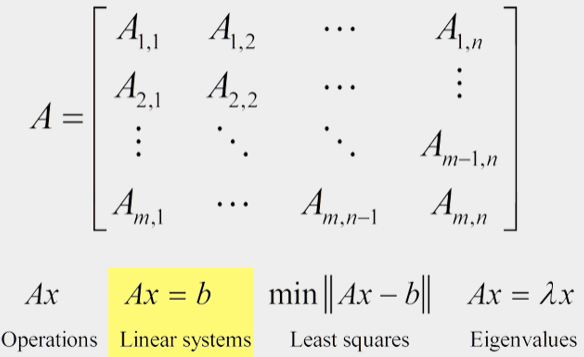 A = [ A₁,₁ A₁,₂ ⋯ A₁,ₙ
A₂,₁ A₂,₂ ⋯ ⋮
⋮ ⋱ ⋱ Aₘ₋₁,ₙ
Aₘ,₁ ⋯ Aₘ,ₙ₋₁ Aₘ,ₙ ]
Ax Ax = b min‖Ax − b‖ Ax = λx
Operations Linear systems Least squares Eigenvalues